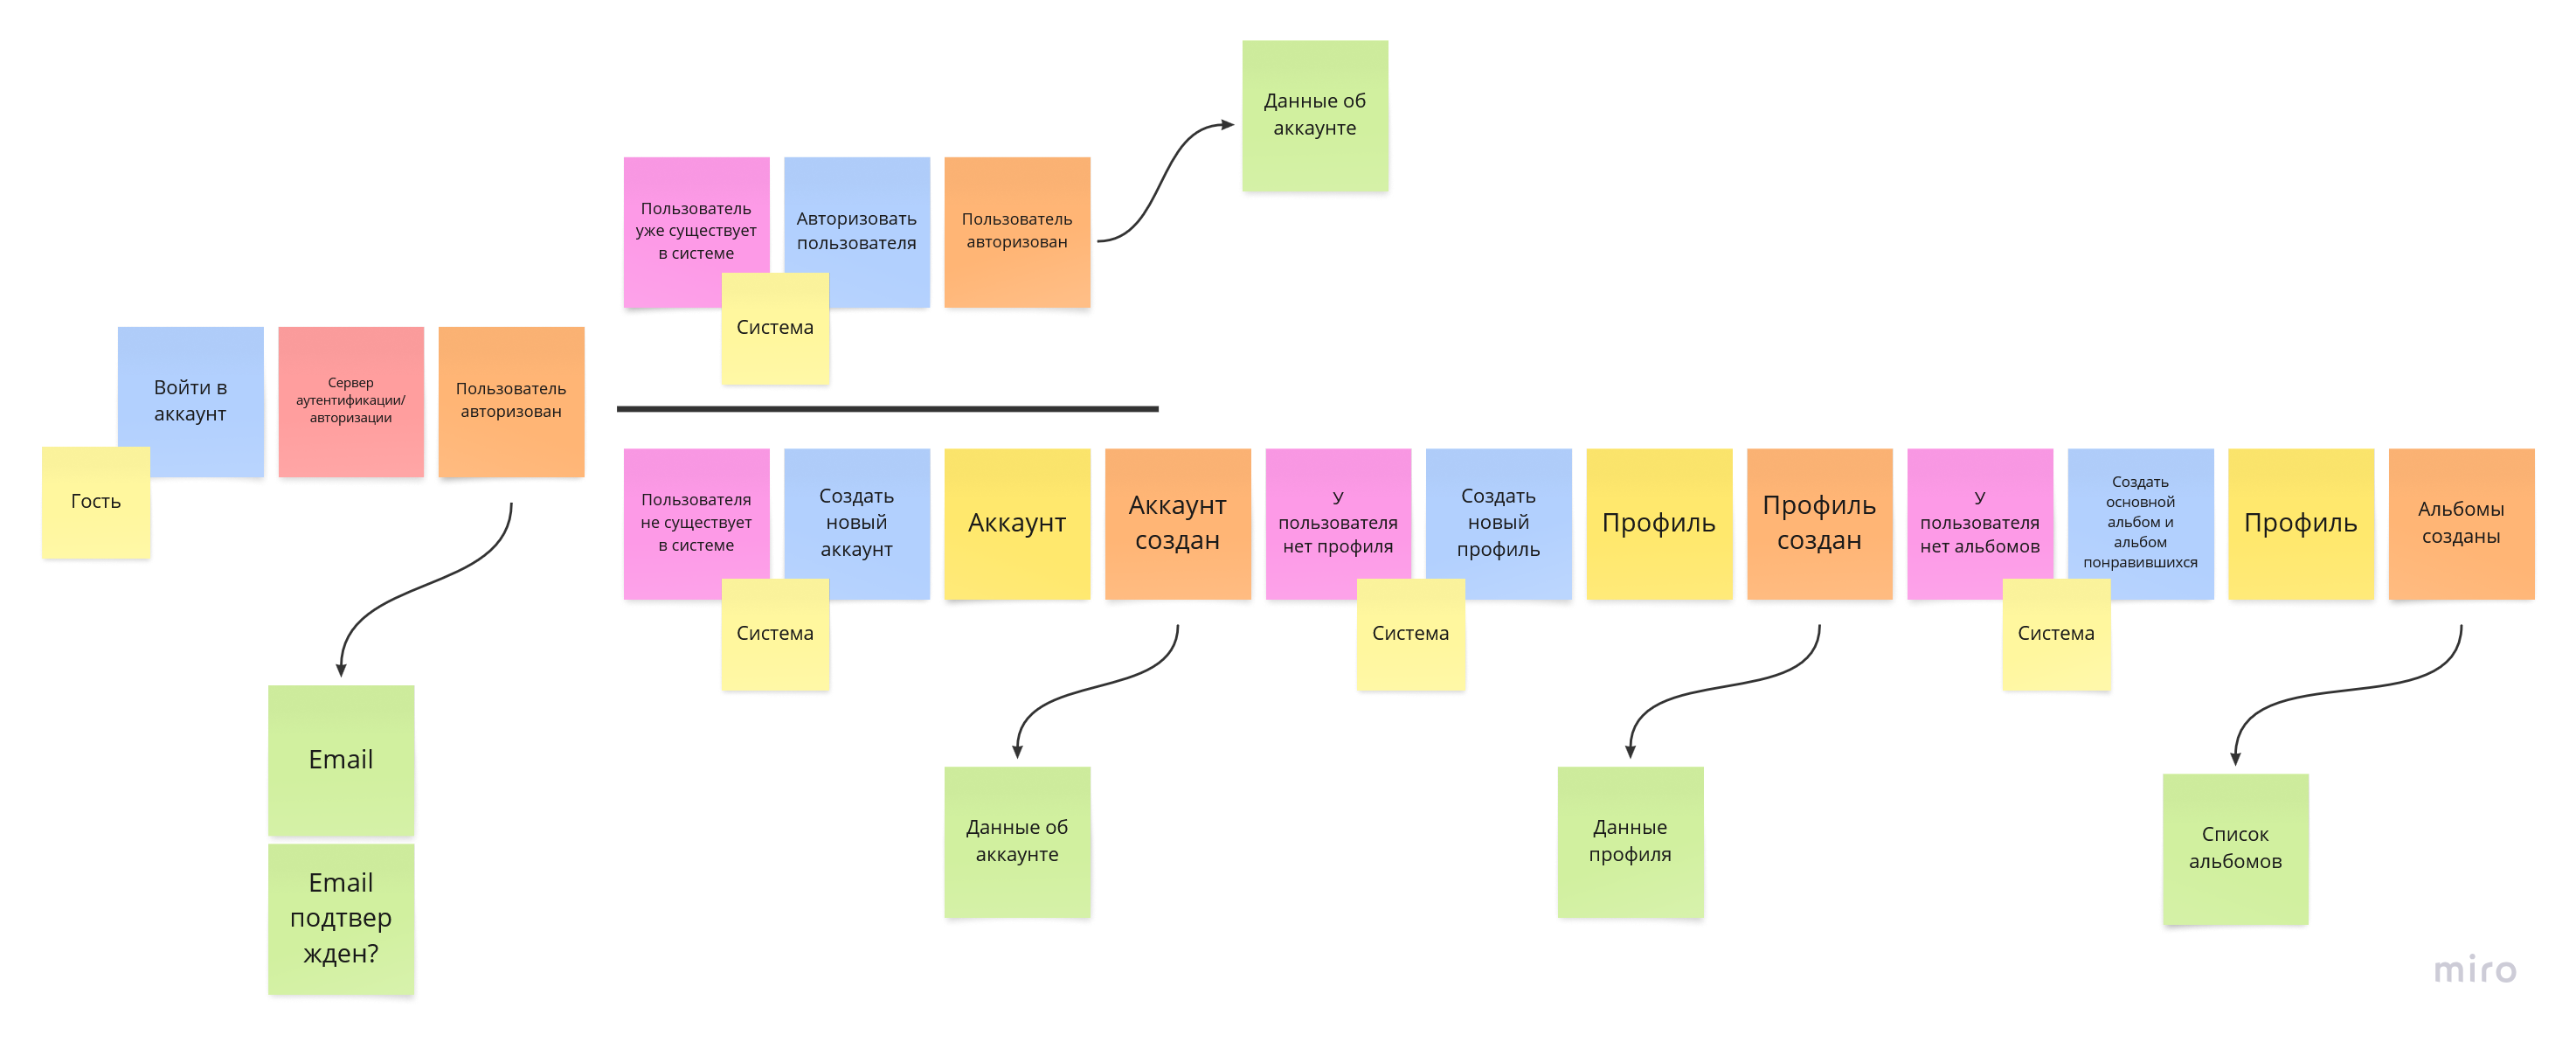 Данные об
аккаунте
Пользователь
уже существует
в системе
Авторизовать
пользователя
Пользователь
авторизован
Система
Войти в
аккаунт
Сервер
аутентификации/
авторизации
Пользователь
авторизован
Гость
Пользователя
не существует
в системе
Создать
новый
аккаунт
Аккаунт
Аккаунт
создан
У
пользователя
нет профиля
Создать
новый
профиль
Профиль
Профиль
создан
У
пользователя
нет альбомов
Создать
основной
альбом и
альбом
понравившихся
Профиль
Альбомы
созданы
Система
Система
Система
Email
Email
подтвер
жден?
Данные об
аккаунте
Данные
профиля
Список
альбомов
miro